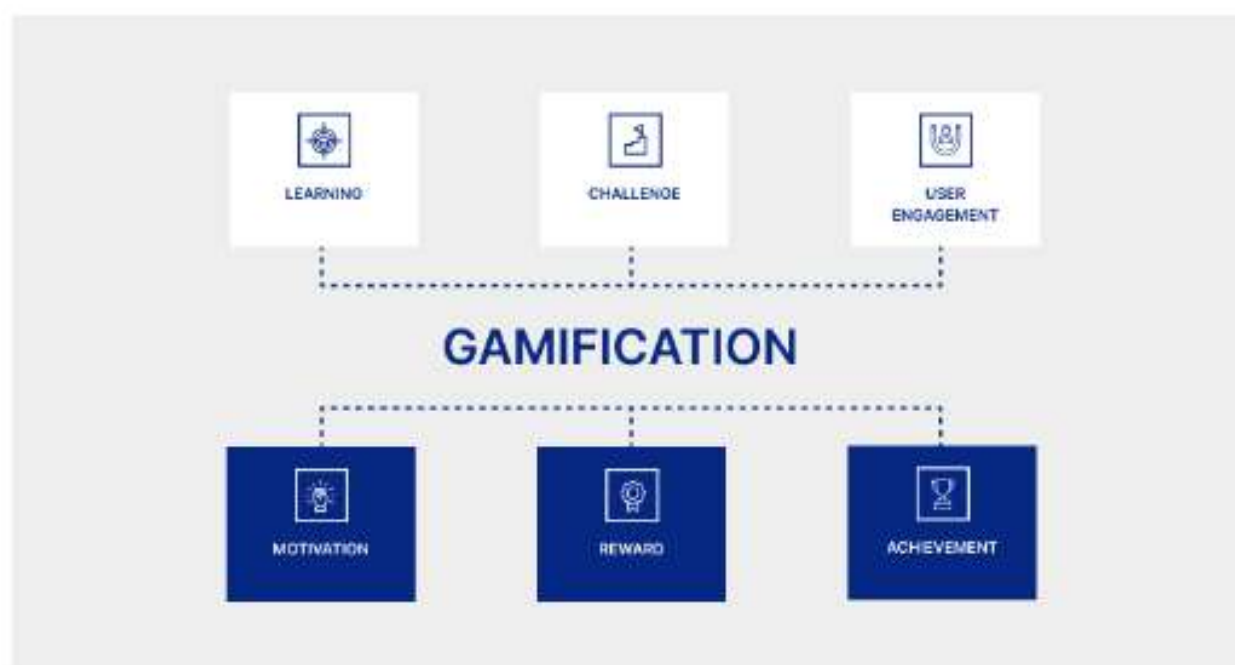 LEARNING
CHALLENGE
USER
ENGAGEMENT
GAMIFICATION
MOTIVATION
REWARD
ACHIEVEMENT